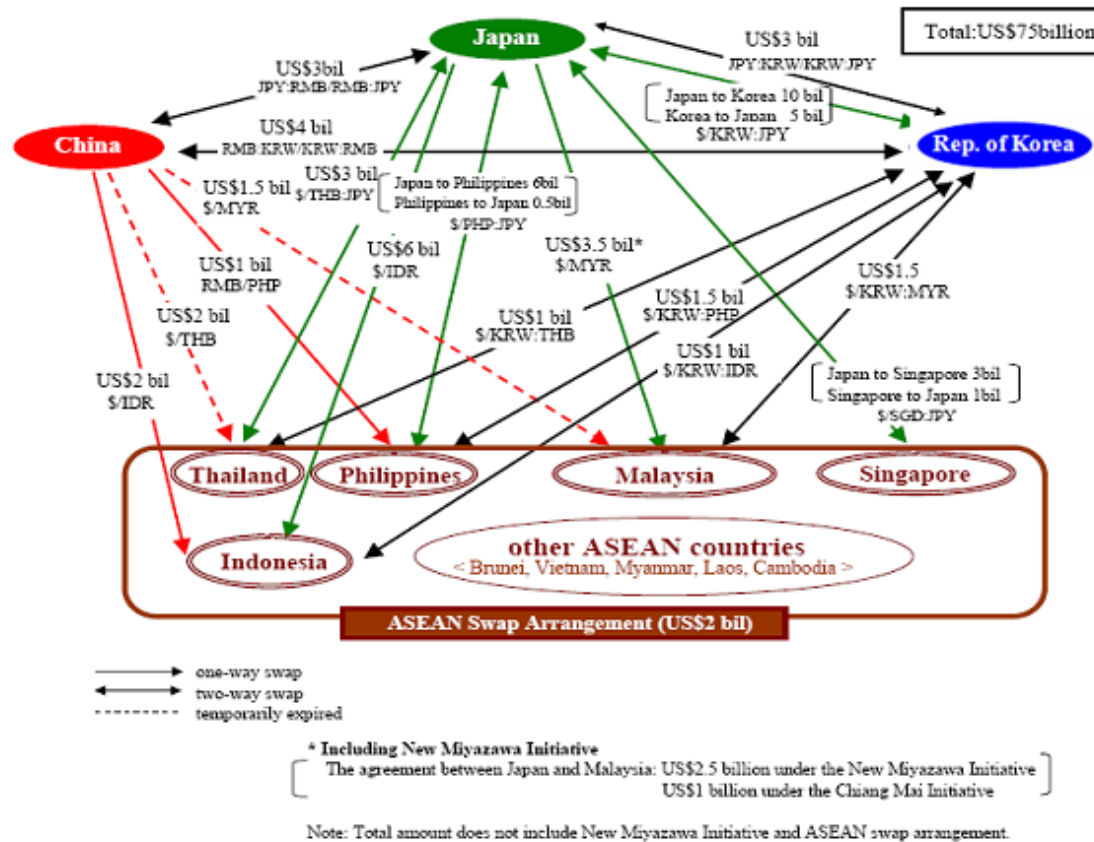 Japan
Total:US$75billion
US$3 bil
JPY:KRW/KRW:JPY
US$3bil
JPY:RMB/RMB:JPY
Japan to Korea 10 bil
Korea to Japan 5 bil
$/KRW:JPY
China
US$4 bil
RMB:KRW/KRW:RMB
Rep. of Korea
US$1.5 bil
$/MYR
US$3 bil
$/THB:JPY
Japan to Philippines 6bil
Philippines to Japan 0.5bil
$/PHP:JPY
US$6 bil
$/IDR
US$3.5 bil*
$/MYR
US$1 bil
RMB/PHP
US$1.5
$/KRW:MYR
US$2 bil
$/THB
US$1 bil
$/KRW:THB
US$1.5 bil
$/KRW:PHP
US$1 bil
$/KRW:IDR
US$2 bil
$/IDR
Japan to Singapore 3bil
Singapore to Japan 1bil
$/SGD:JPY
Thailand
Philippines
Malaysia
Singapore
Indonesia
other ASEAN countries
< Brunei, Vietnam, Myanmar, Laos, Cambodia >
ASEAN Swap Arrangement (US$2 bil)
one-way swap
two-way swap
temporarily expired
* Including New Miyazawa Initiative
The agreement between Japan and Malaysia: US$2.5 billion under the New Miyazawa Initiative
US$1 billion under the Chiang Mai Initiative
Note: Total amount does not include New Miyazawa Initiative and ASEAN swap arrangement.